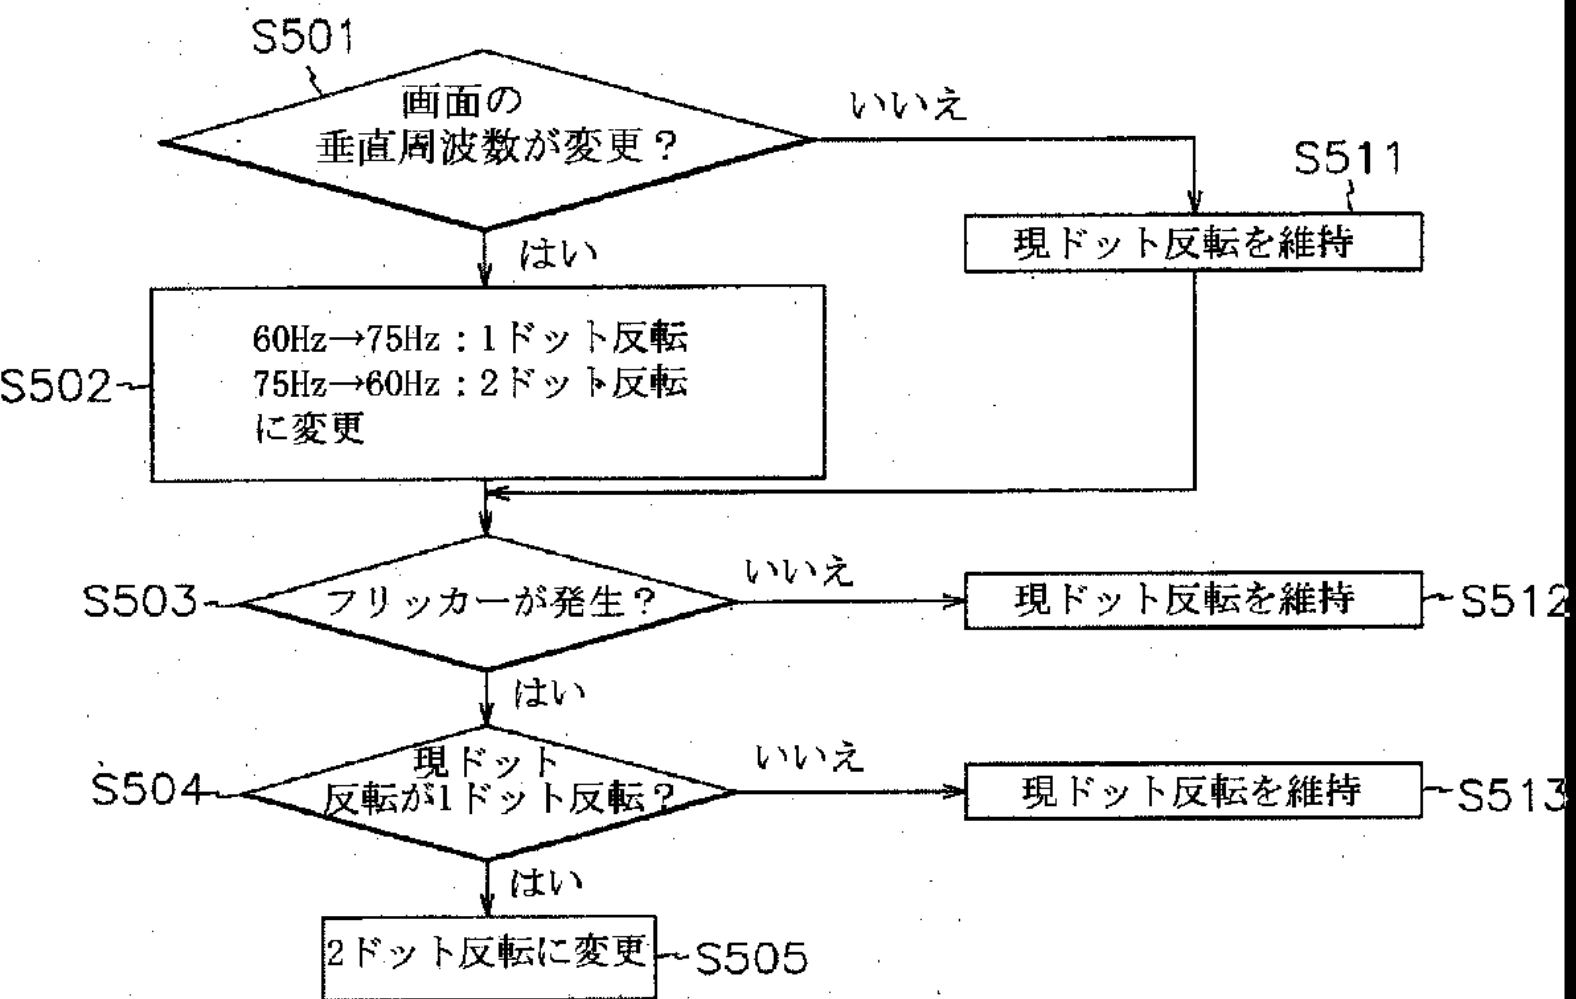 S501
画面の
垂直周波数が変更？
いいえ
S511
現ドット反転を維持
はい
S502
60Hz→75Hz：1ドット反転
75Hz→60Hz：2ドット反転
に変更
S503
フリッカーが発生？
いいえ
現ドット反転を維持
S512
はい
S504
現ドット
反転が1ドット反転？
いいえ
現ドット反転を維持
S513
はい
2ドット反転に変更
S505